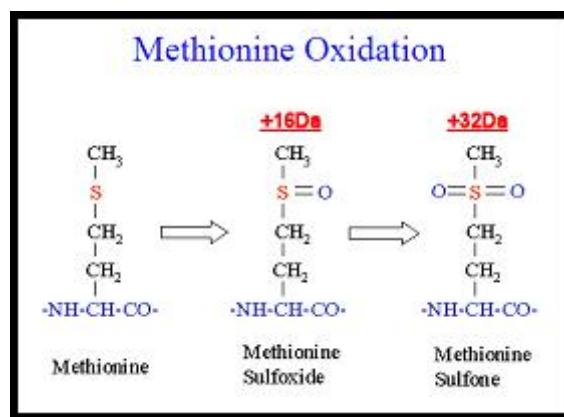 Methionine Oxidation
+16Da
+32Da
CH3
CH3
CH3
S
S=O
O=S=O
CH2
CH2
CH2
CH2
CH2
CH2
-NH-CH-CO-
-NH-CH-CO-
-NH-CH-CO-
Methionine
Methionine
Sulfoxide
Methionine
Sulfone